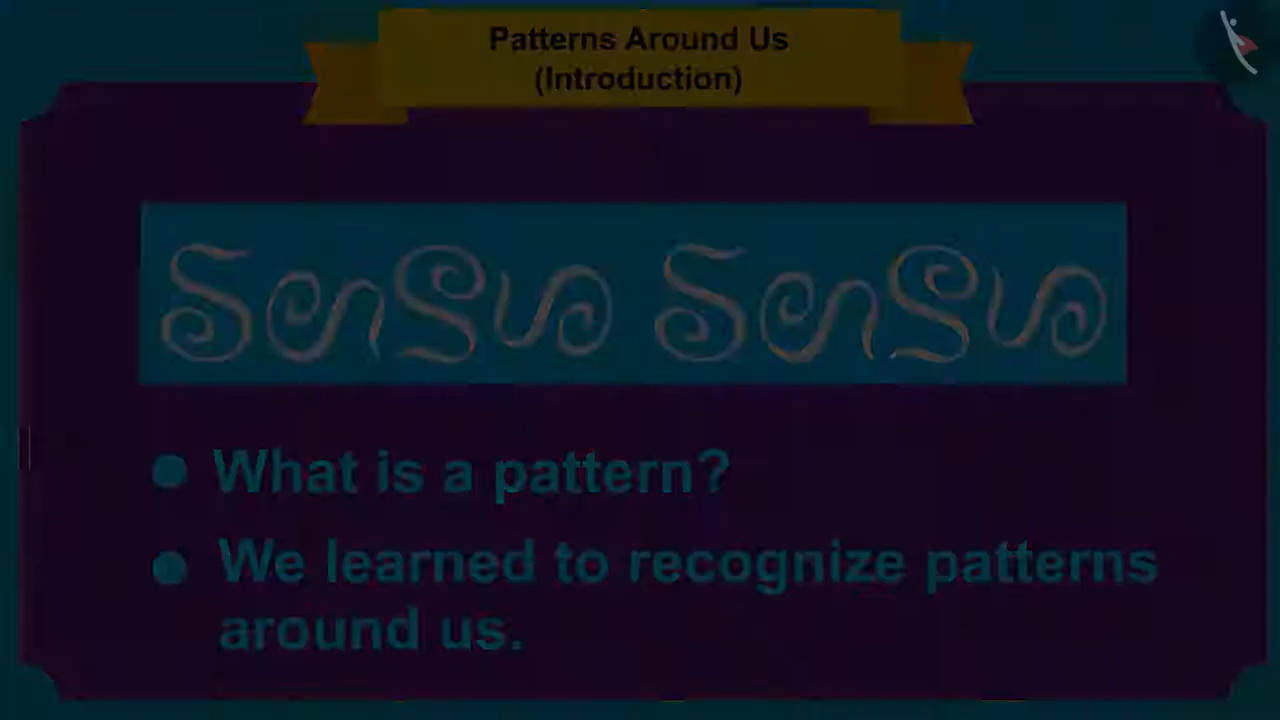 Patterns Around Us
(Introduction)
What is a pattern?
We learned to recognize patterns
around us.